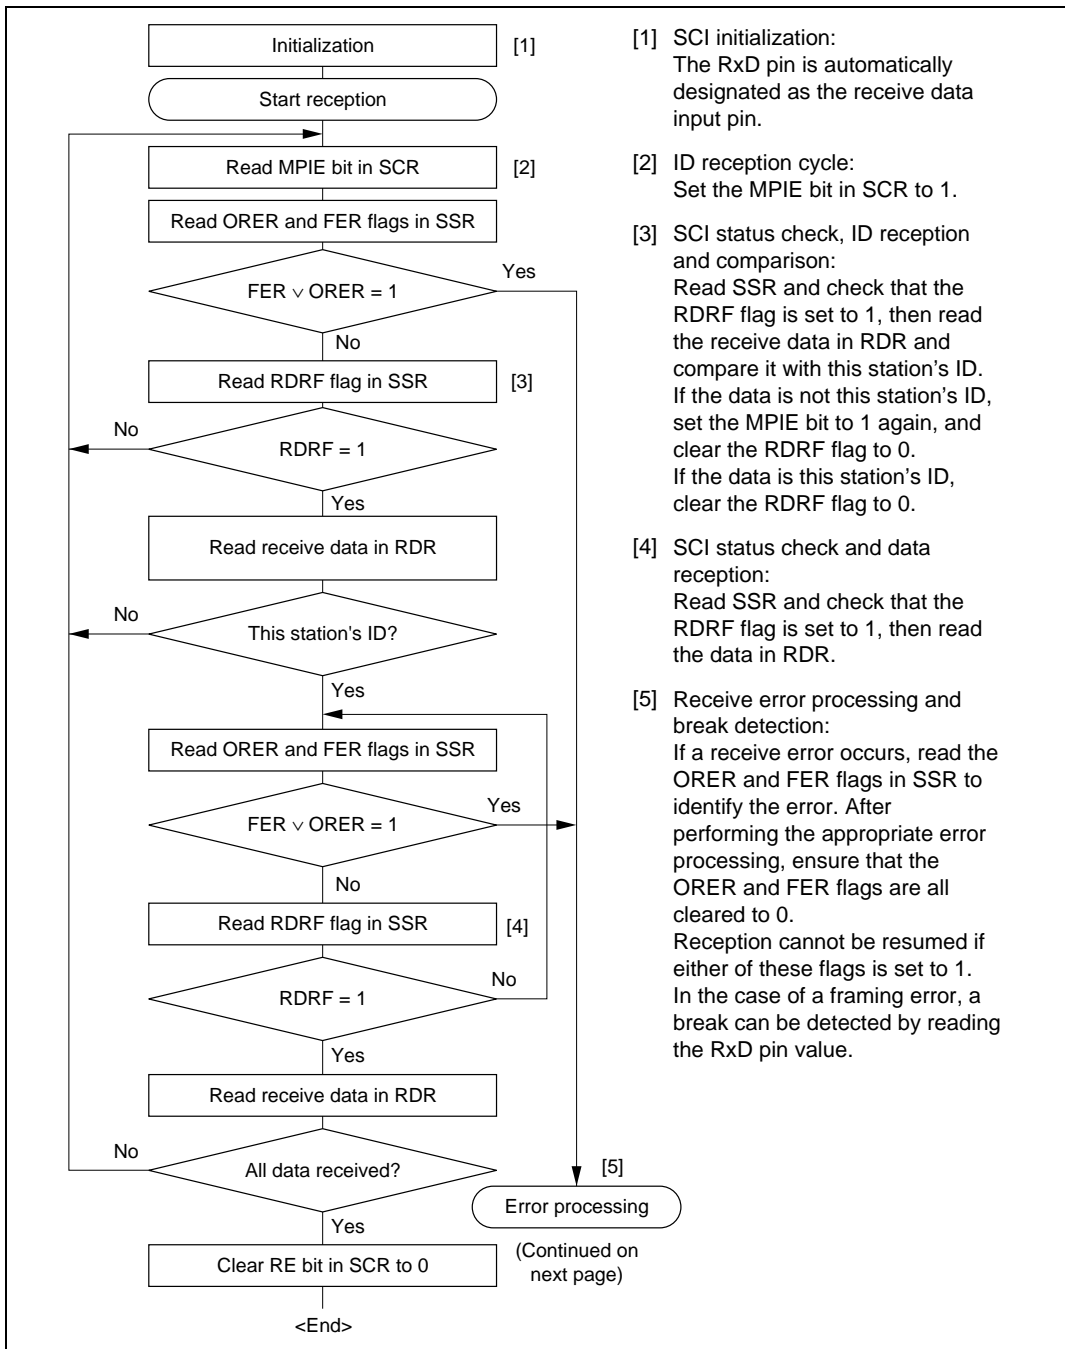 Initialization
[1]
Start reception
Read MPIE bit in SCR
[2]
Read ORER and FER flags in SSR
Yes
FER ∨ ORER = 1
No
Read RDRF flag in SSR
[3]
No
RDRF = 1
Yes
Read receive data in RDR
No
This station's ID?
Yes
Read ORER and FER flags in SSR
Yes
FER ∨ ORER = 1
No
Read RDRF flag in SSR
[4]
No
RDRF = 1
Yes
Read receive data in RDR
No
All data received?
[5]
Error processing
Yes
(Continued on
next page)
Clear RE bit in SCR to 0
<End>
[1] SCI initialization:
The RxD pin is automatically
designated as the receive data
input pin.
[2] ID reception cycle:
Set the MPIE bit in SCR to 1.
[3] SCI status check, ID reception
and comparison:
Read SSR and check that the
RDRF flag is set to 1, then read
the receive data in RDR and
compare it with this station's ID.
If the data is not this station's ID,
set the MPIE bit to 1 again, and
clear the RDRF flag to 0.
If the data is this station's ID,
clear the RDRF flag to 0.
[4] SCI status check and data
reception:
Read SSR and check that the
RDRF flag is set to 1, then read
the data in RDR.
[5] Receive error processing and
break detection:
If a receive error occurs, read the
ORER and FER flags in SSR to
identify the error. After
performing the appropriate error
processing, ensure that the
ORER and FER flags are all
cleared to 0.
Reception cannot be resumed if
either of these flags is set to 1.
In the case of a framing error, a
break can be detected by reading
the RxD pin value.